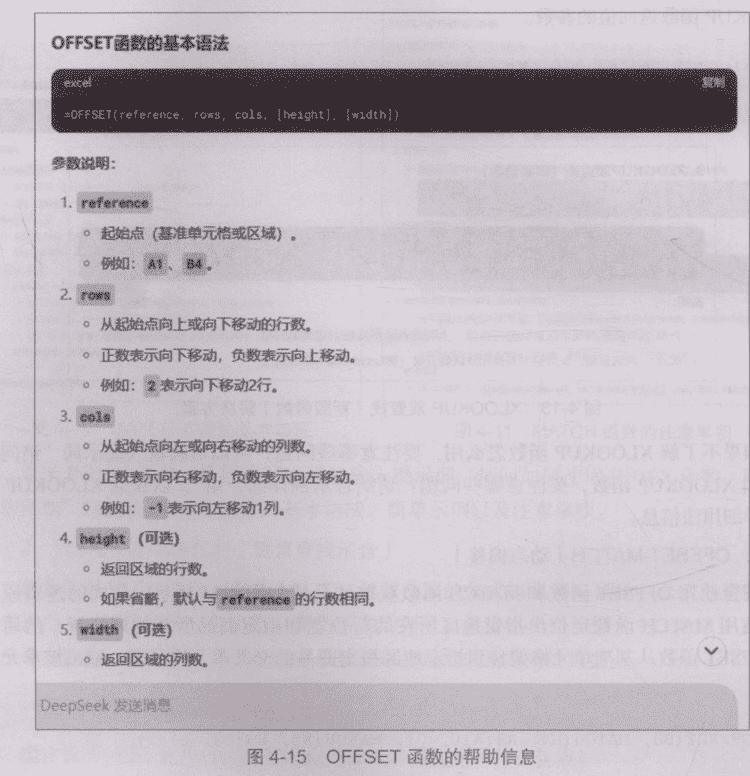 OFFSET函数的基本语法
excel
复制
=OFFSET(reference, rows, cols, [height], [width])
参数说明：
1. reference
起始点（基准单元格或区域）。
例如：A1、B4。
2. rows
从起始点向上或向下移动的行数。
正数表示向下移动，负数表示向上移动。
例如：2表示向下移动2行。
3. cols
从起始点向左或向右移动的列数。
正数表示向右移动，负数表示向左移动。
例如：-1表示向左移动1列。
4. height（可选）
返回区域的行数。
如果省略，默认与reference的行数相同。
5. width（可选）
返回区域的列数。
DeepSeek 发送消息
图 4-15 OFFSET 函数的帮助信息